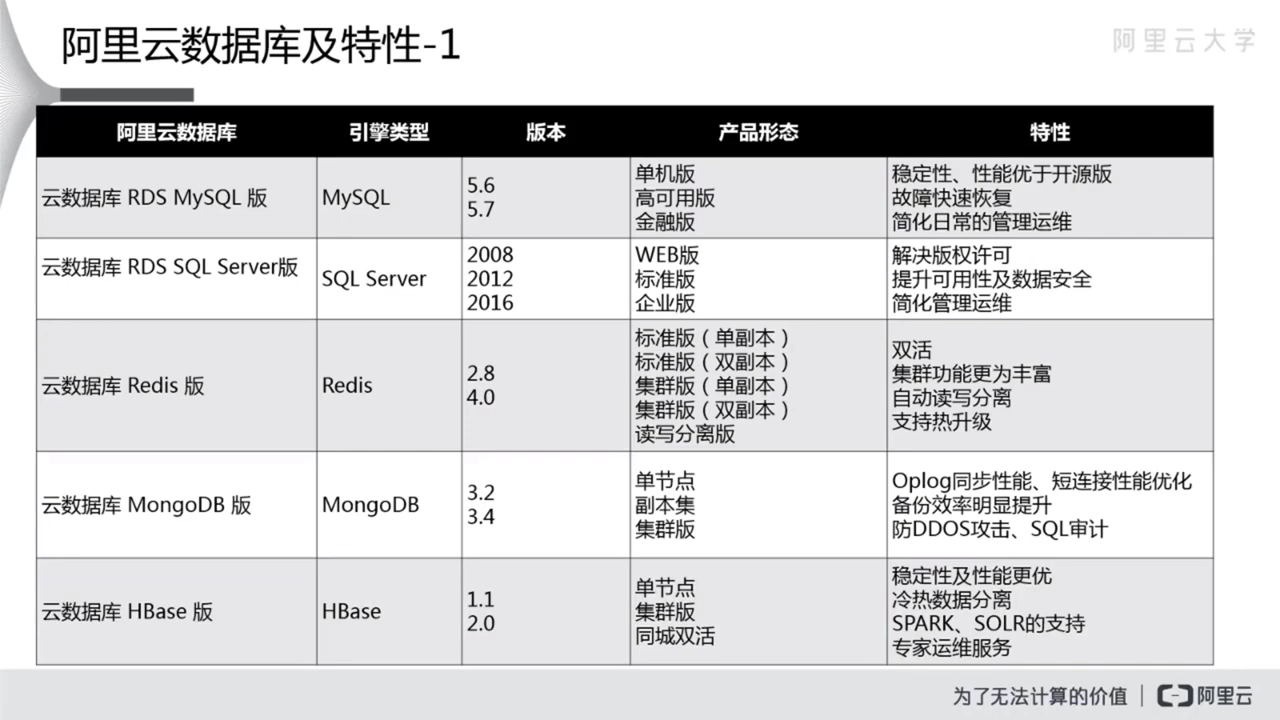 阿里云数据库及特性-1
阿里云大学
阿里云数据库 引擎类型 版本 产品形态 特性
云数据库 RDS MySQL 版
MySQL
5.6
5.7
单机版
高可用版
金融版
稳定性、性能优于开源版
故障快速恢复
简化日常的管理运维
云数据库 RDS SQL Server版
SQL Server
2008
2012
2016
WEB版
标准版
企业版
解决版权许可
提升可用性及数据安全
简化管理运维
云数据库 Redis 版
Redis
2.8
4.0
标准版（单副本）
标准版（双副本）
集群版（单副本）
集群版（双副本）
读写分离版
双活
集群功能更为丰富
自动读写分离
支持热升级
云数据库 MongoDB 版
MongoDB
3.2
3.4
单节点
副本集
集群版
Oplog同步性能、短连接性能优化
备份效率明显提升
防DDOS攻击、SQL审计
云数据库 HBase 版
HBase
1.1
2.0
单节点
集群版
同城双活
稳定性及性能更优
冷热数据分离
SPARK、SOLR的支持
专家运维服务
为了无法计算的价值 | 阿里云